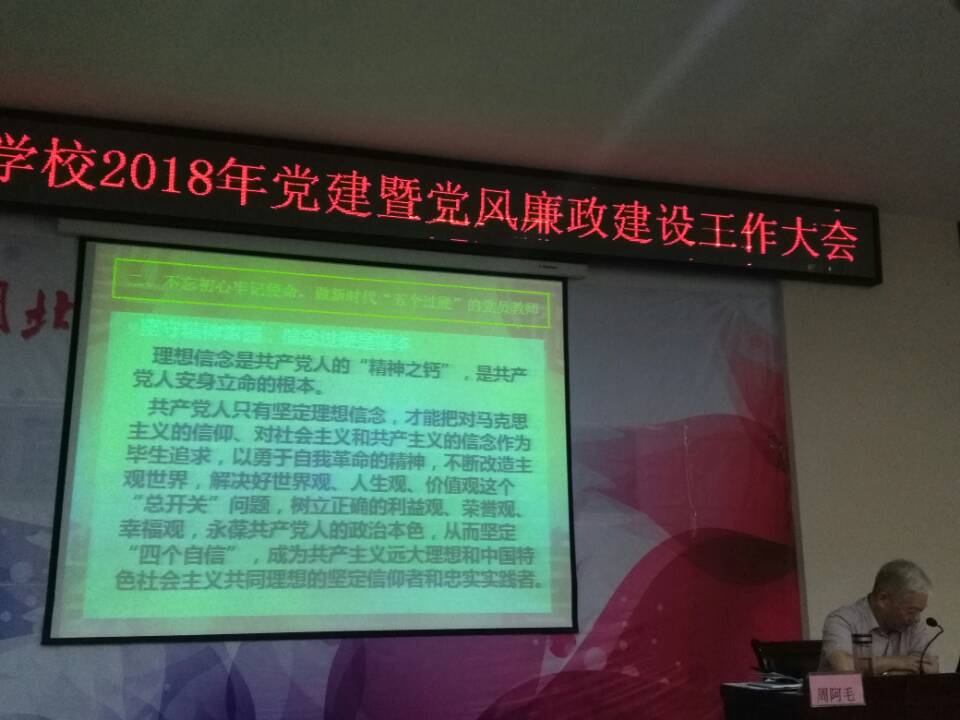 学校2018年党建暨党风廉政建设工作大会
北
二、不忘初心牢记使命，做新时代“五个过硬”的党员教师
理想信念是共产党人的“精神之钙”，是共产
党人安身立命的根本。
共产党人只有坚定理想信念，才能把对马克思
主义的信仰、对社会主义和共产主义的信念作为
毕生追求，以勇于自我革命的精神，不断改造主
观世界，解决好世界观、人生观、价值观这个
“总开关”问题，树立正确的利益观、荣誉观、
幸福观，永葆共产党人的政治本色，从而坚定
“四个自信”，成为共产主义远大理想和中国特
色社会主义共同理想的坚定信仰者和忠实实践者。
周阿毛